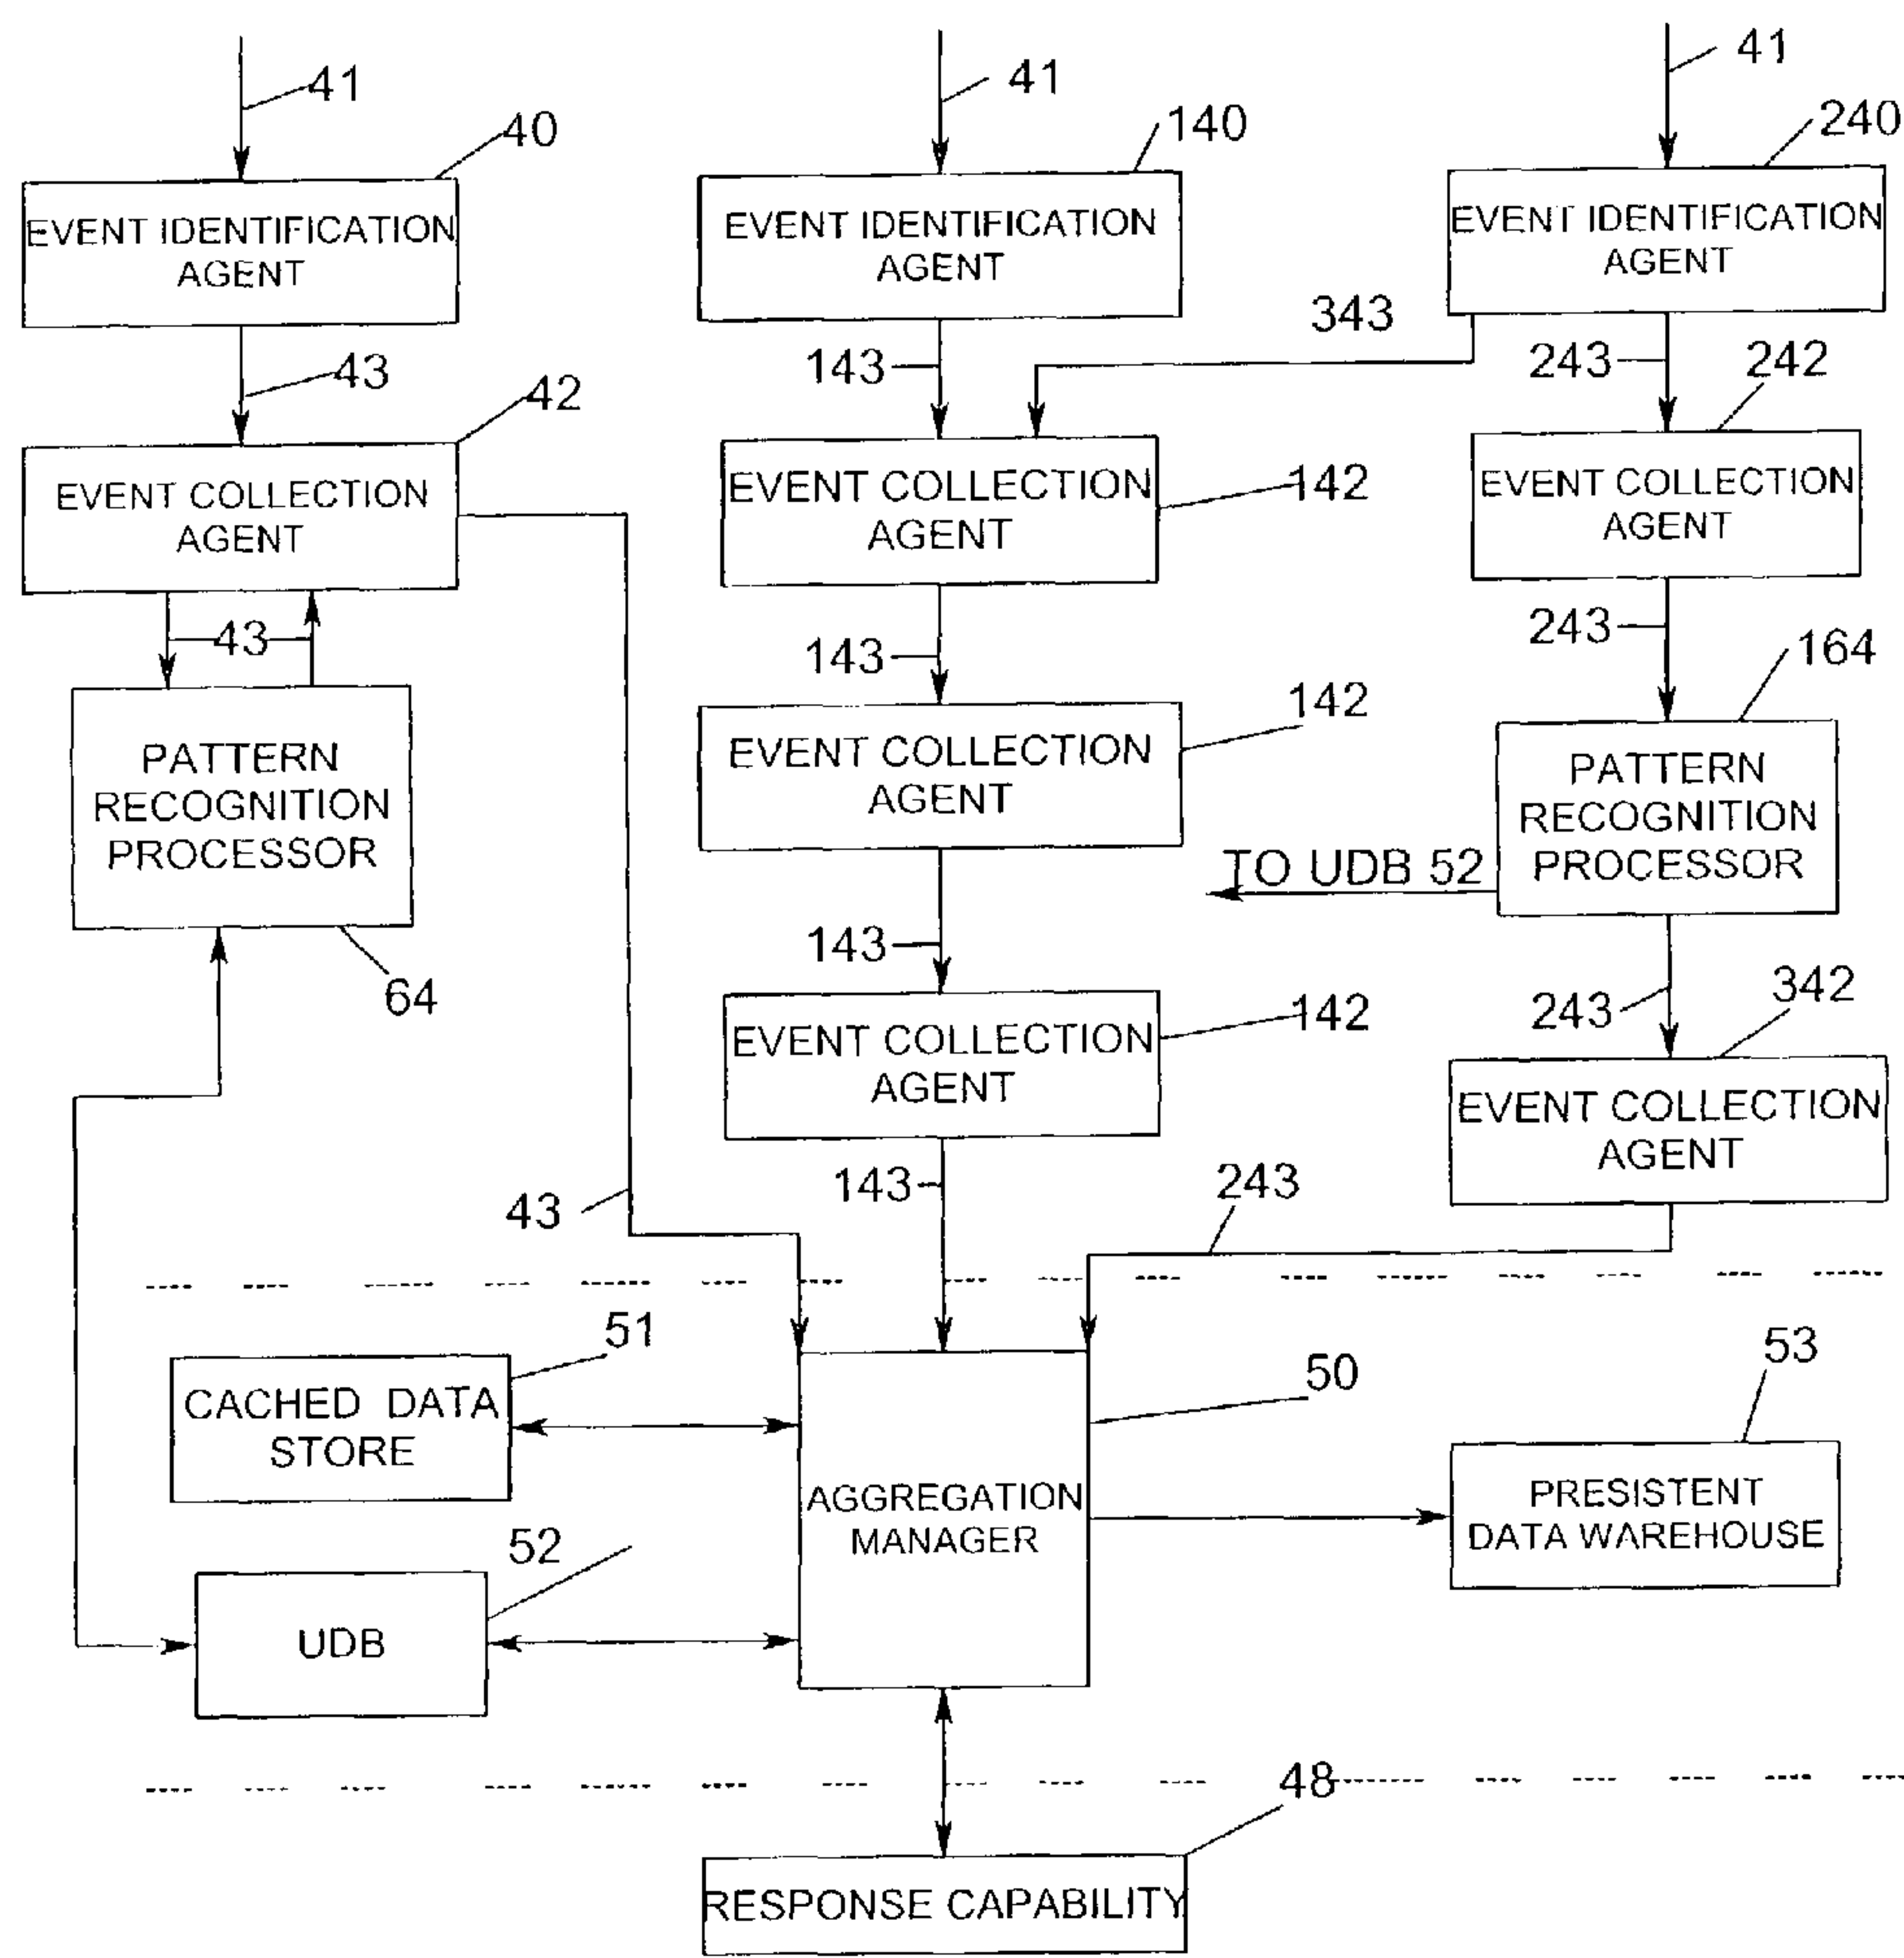 41
41
41
40
140
240
EVENT IDENTIFICATION
AGENT
EVENT IDENTIFICATION
AGENT
EVENT IDENTIFICATION
AGENT
343
43
143
243
242
42
EVENT COLLECTION
AGENT
EVENT COLLECTION
AGENT
142
EVENT COLLECTION
AGENT
43
143
243
164
PATTERN
RECOGNITION
PROCESSOR
64
EVENT COLLECTION
AGENT
142
PATTERN
RECOGNITION
PROCESSOR
TO UDB 52
143
243
342
EVENT COLLECTION
AGENT
142
EVENT COLLECTION
AGENT
43
143
243
51
CACHED DATA
STORE
50
53
AGGREGATION
MANAGER
PRESISTENT
DATA WAREHOUSE
52
UDB
48
RESPONSE CAPABILITY